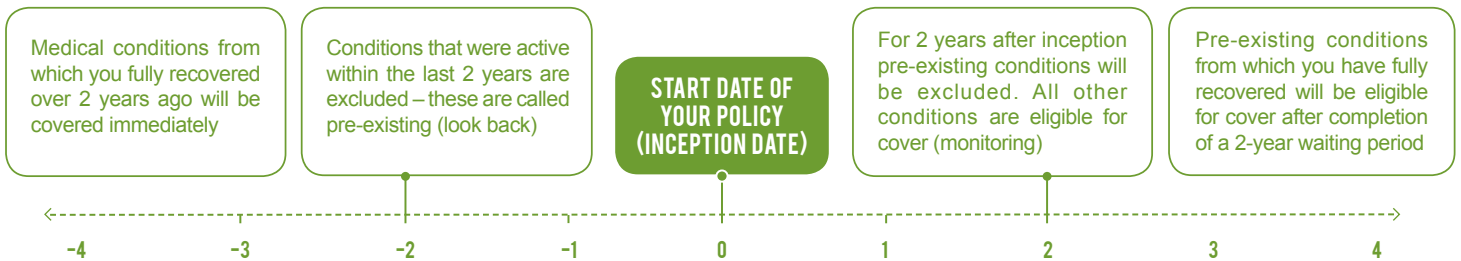 Medical conditions from
which you fully recovered
over 2 years ago will be
covered immediately
Conditions that were active
within the last 2 years are
excluded – these are called
pre-existing (look back)
START DATE OF
YOUR POLICY
(INCEPTION DATE)
For 2 years after inception
pre-existing conditions will
be excluded. All other
conditions are eligible for
cover (monitoring)
Pre-existing conditions
from which you have fully
recovered will be eligible
for cover after completion
of a 2-year waiting period
-4 -3 -2 -1 0 1 2 3 4